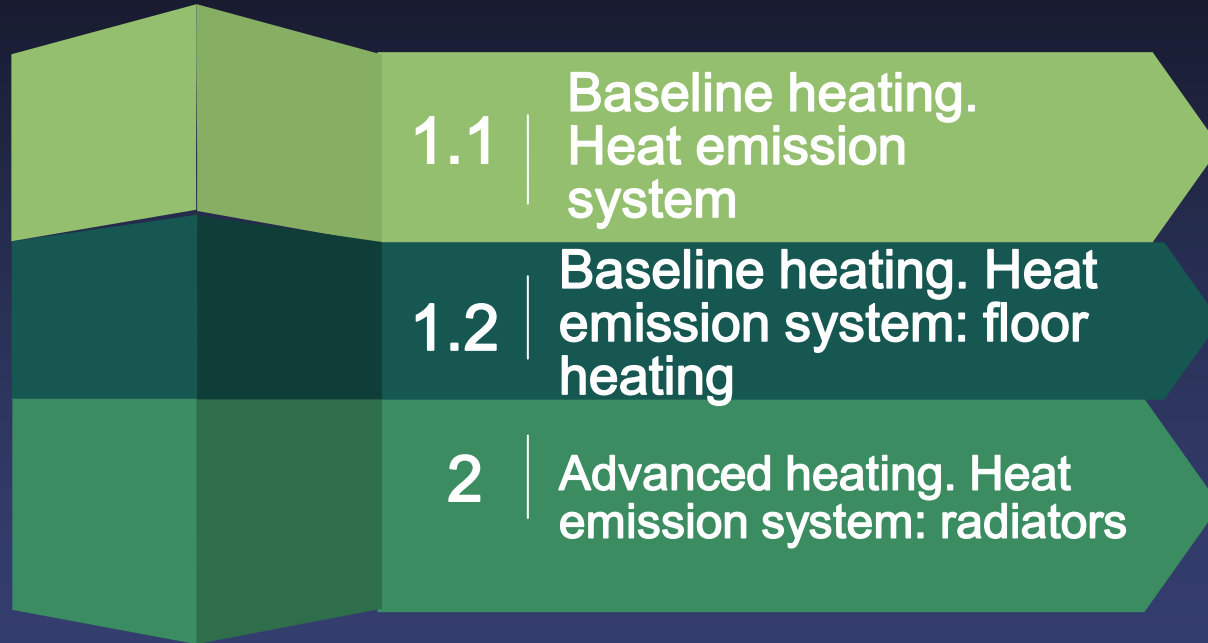 1.1
Baseline heating.
Heat emission
system
1.2
Baseline heating. Heat
emission system: floor
heating
2
Advanced heating. Heat
emission system: radiators